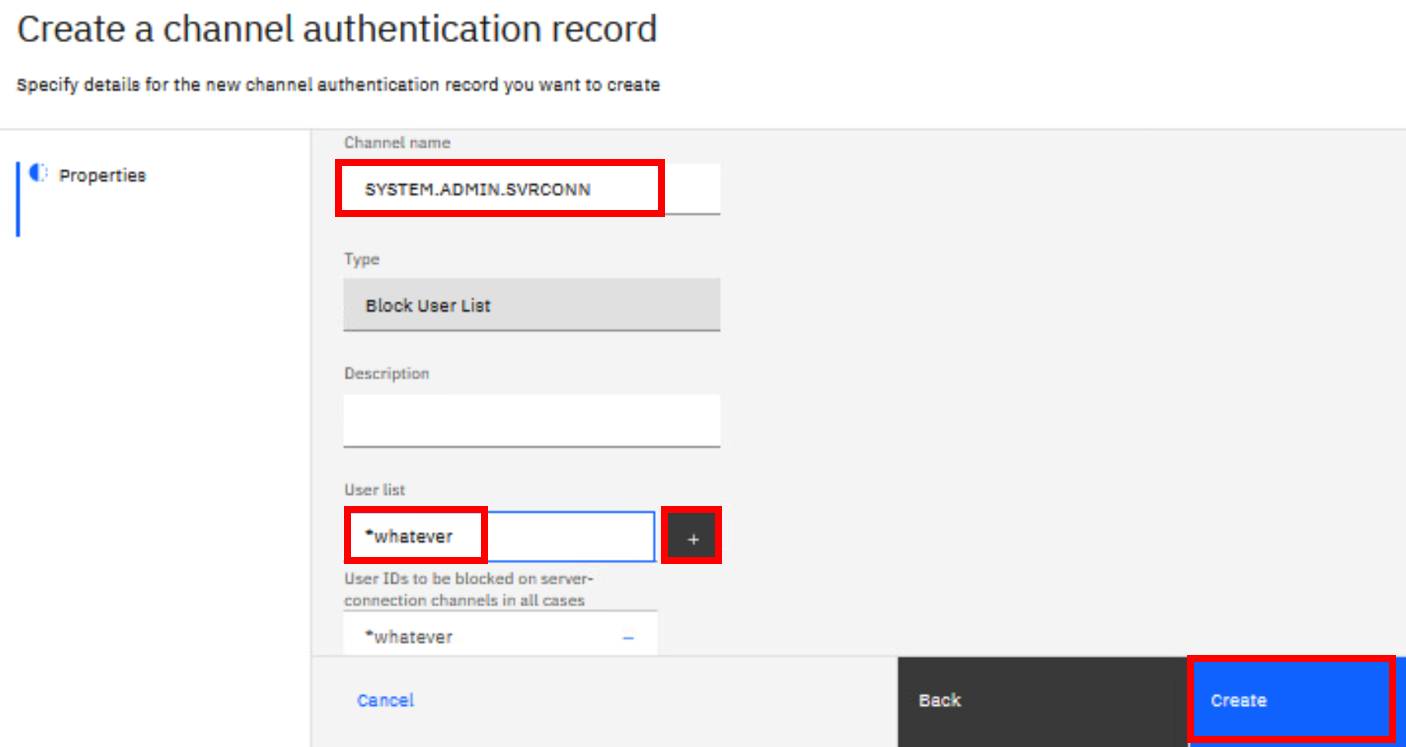 Create a channel authentication record
Specify details for the new channel authentication record you want to create
Properties
Channel name
SYSTEM.ADMIN.SVRCONN
Type
Block User List
Description
User list
*whatever
+
User IDs to be blocked on server-
connection channels in all cases
*whatever –
Cancel
Back
Create